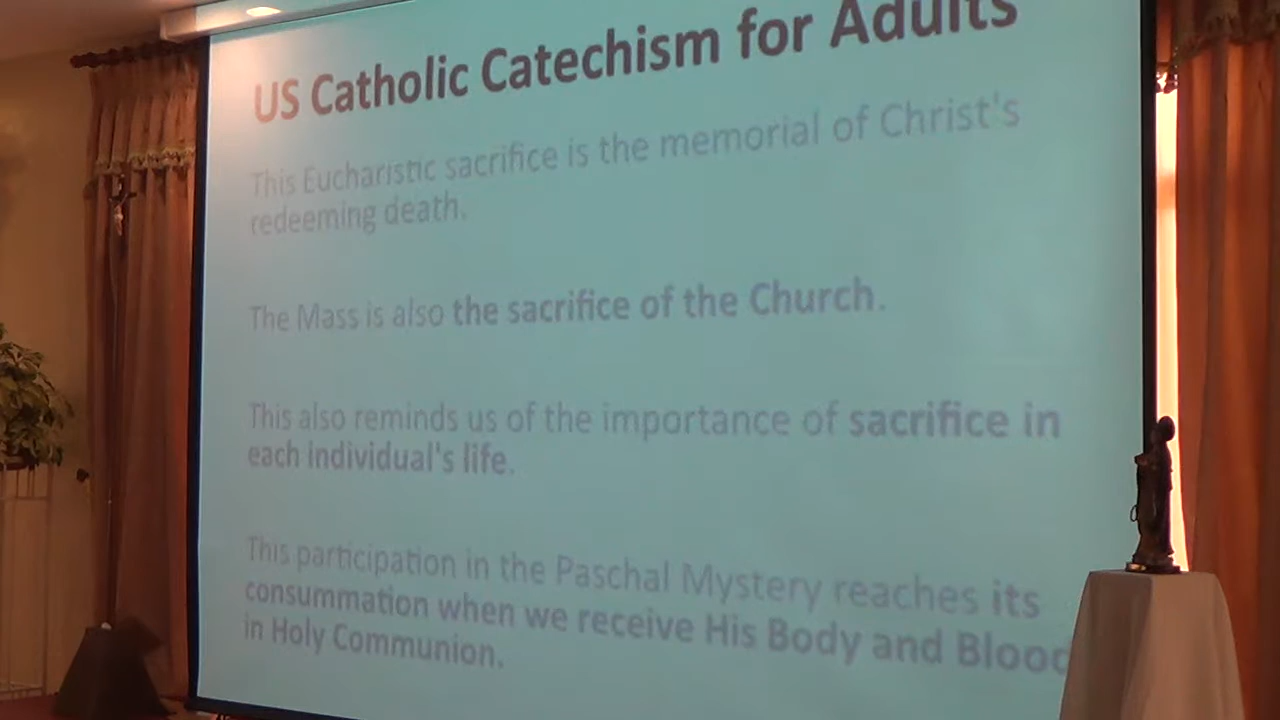 US Catholic Catechism for Adults
This Eucharistic sacrifice is the memorial of Christ's
redeeming death.
The Mass is also the sacrifice of the Church.
This also reminds us of the importance of sacrifice in
each individual's life.
This participation in the Paschal Mystery reaches its
consummation when we receive His Body and Blood
in Holy Communion.